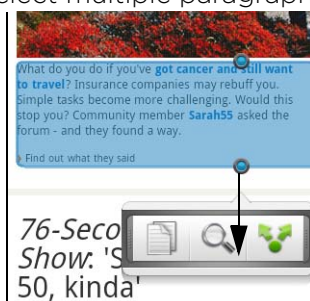 elect multiple paragraph
What do you do if you've got cancer and still want
to travel? Insurance companies may rebuff you.
Simple tasks become more challenging. Would this
stop you? Community member Sarah55 asked the
forum - and they found a way.
› Find out what they said
76-Seco
Show: 'S
50, kinda'